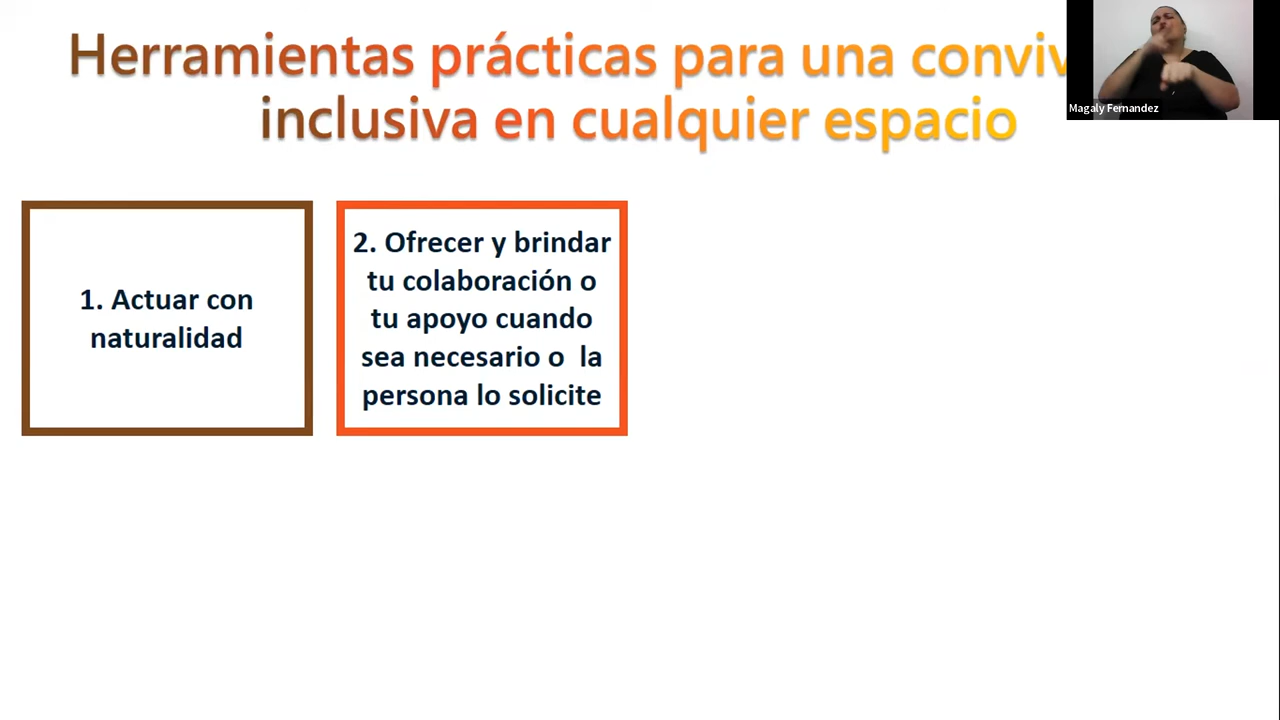 Herramientas prácticas para una conviv
inclusiva en cualquier espacio
Magaly Fernandez
1. Actuar con
naturalidad
2. Ofrecer y brindar
tu colaboración o
tu apoyo cuando
sea necesario o la
persona lo solicite